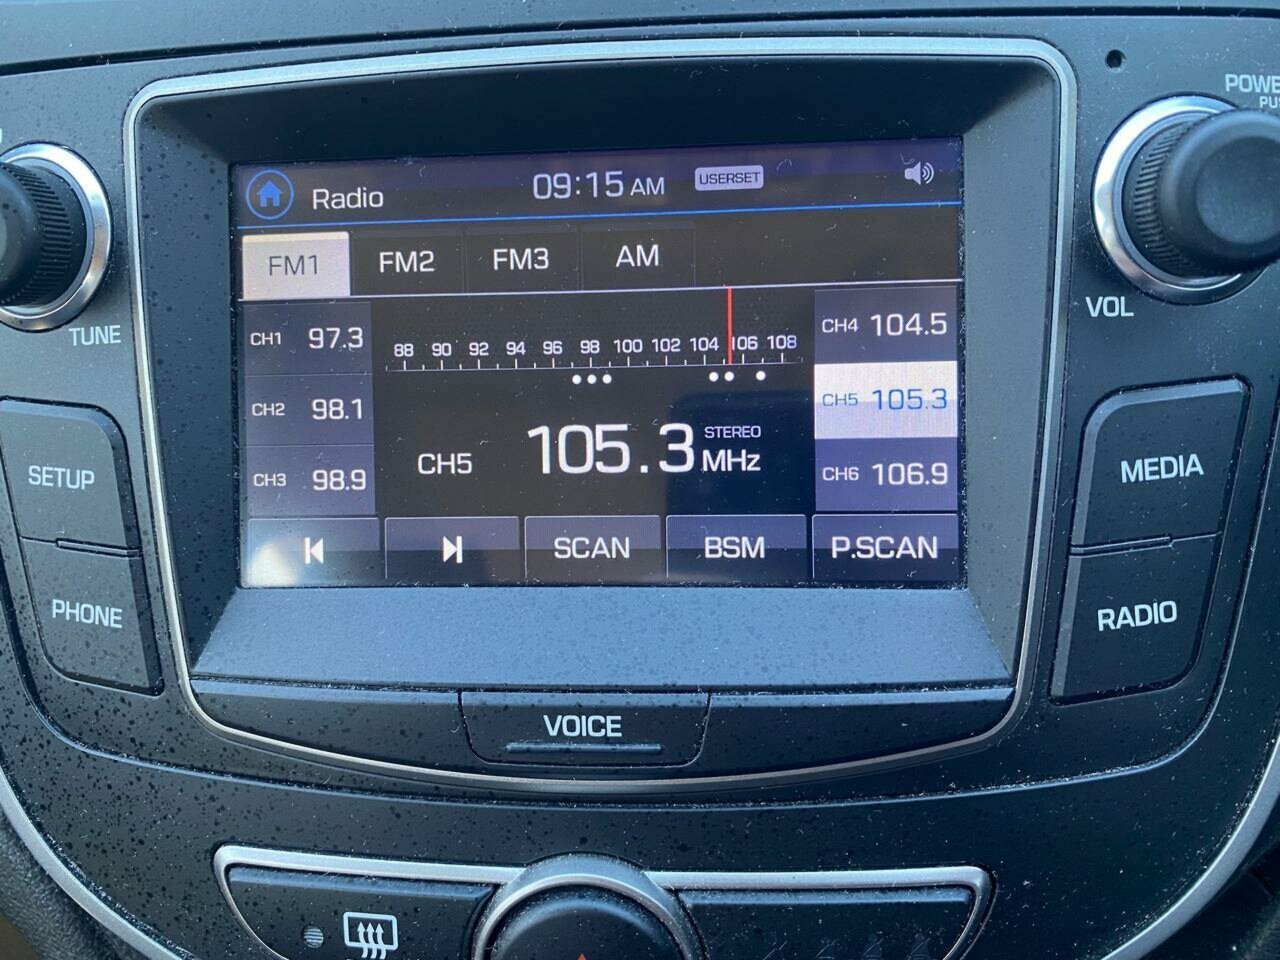 POWE
PU
Radio
09:15 AM
USERSET
FM1
FM2
FM3
AM
TUNE
VOL
CH1 97.3
CH2 98.1
CH3 98.9
88 90 92 94 96 98 100 102 104 106 108
CH4 104.5
CH5 105.3
CH6 106.9
CH5
105.3
STEREO
MHz
SCAN
BSM
P.SCAN
SETUP
PHONE
MEDIA
RADIO
VOICE